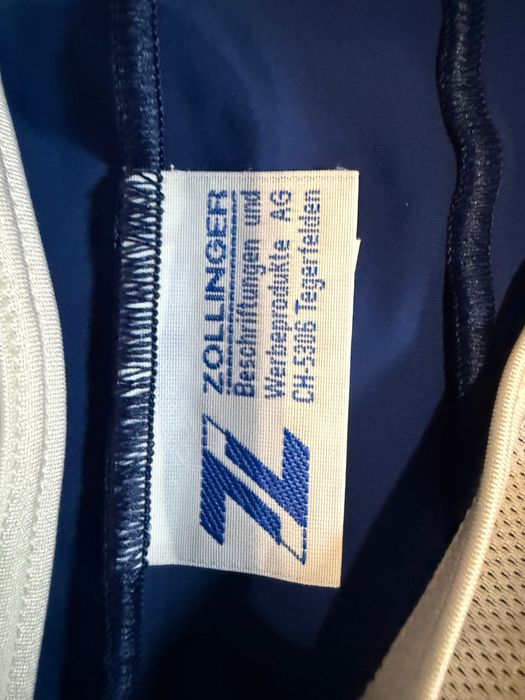 ZOLLINGER
Beschriftungen und
Werbeprodukte AG
CH-5306 Tegerfelden